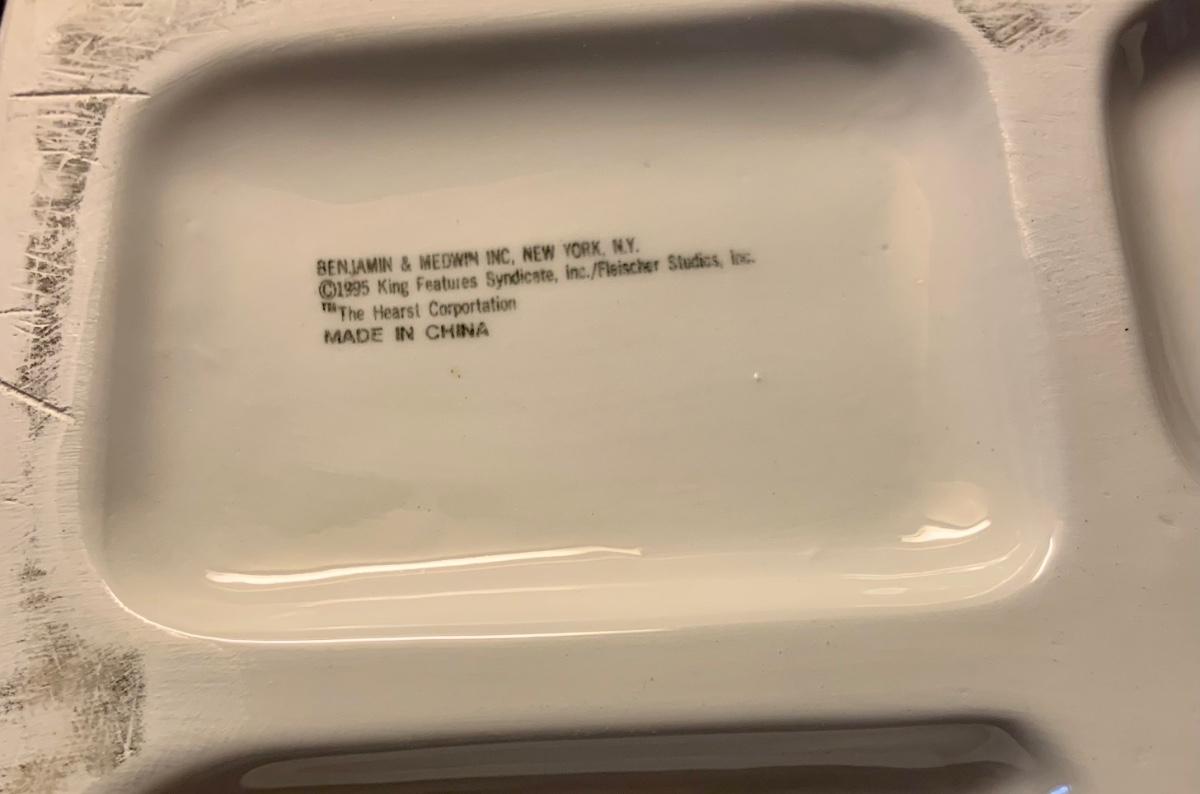 BENJAMIN & MEDWIN INC, NEW YORK, N.Y.
©1995 King Features Syndicate, Inc./Fleischer Studios, Inc.
™The Hearst Corportation
MADE IN CHINA